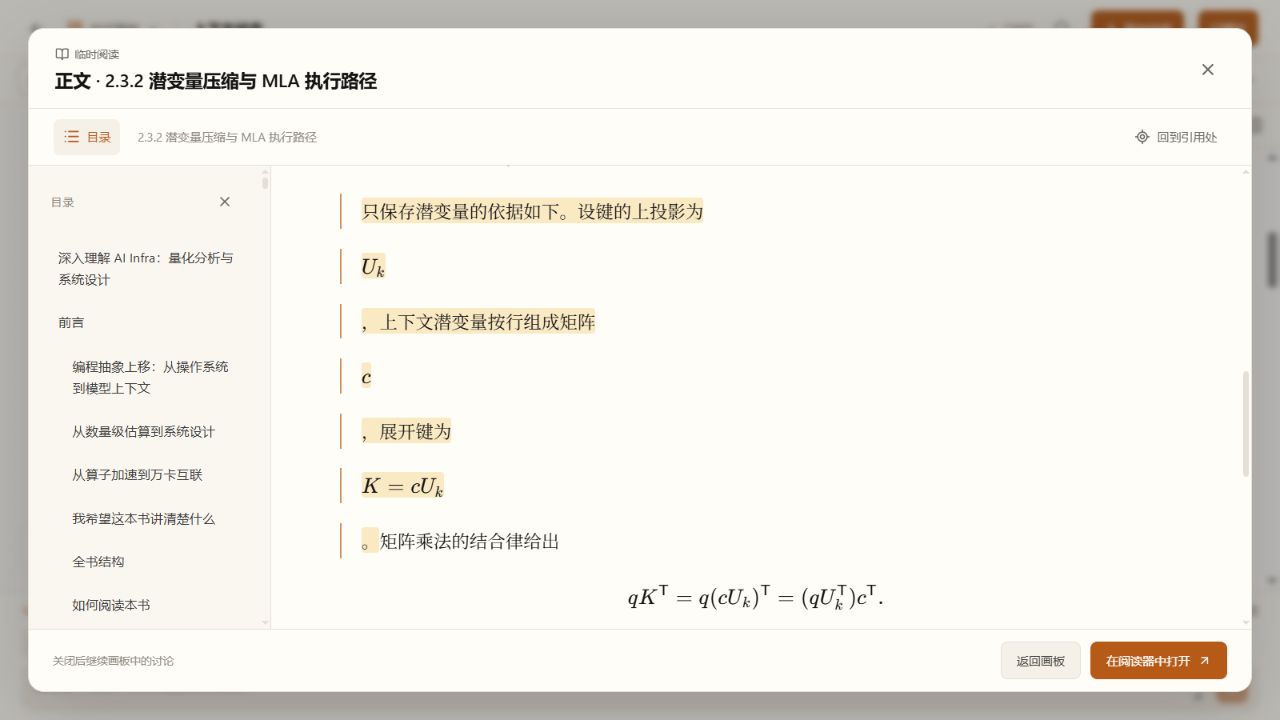 临时阅读
正文 · 2.3.2 潜变量压缩与 MLA 执行路径
目录
2.3.2 潜变量压缩与 MLA 执行路径
回到引用处
目录
深入理解 AI Infra：量化分析与
系统设计
前言
编程抽象上移：从操作系统
到模型上下文
从数量级估算到系统设计
从算子加速到万卡互联
我希望这本书讲清楚什么
全书结构
如何阅读本书
只保存潜变量的依据如下。设键的上投影为
U_k
，上下文潜变量按行组成矩阵
c
，展开键为
K = cU_k
。矩阵乘法的结合律给出
qK^⊤ = q(cU_k)^⊤ = (qU_k^⊤)c^⊤.
关闭后继续画板中的讨论
返回画板
在阅读器中打开